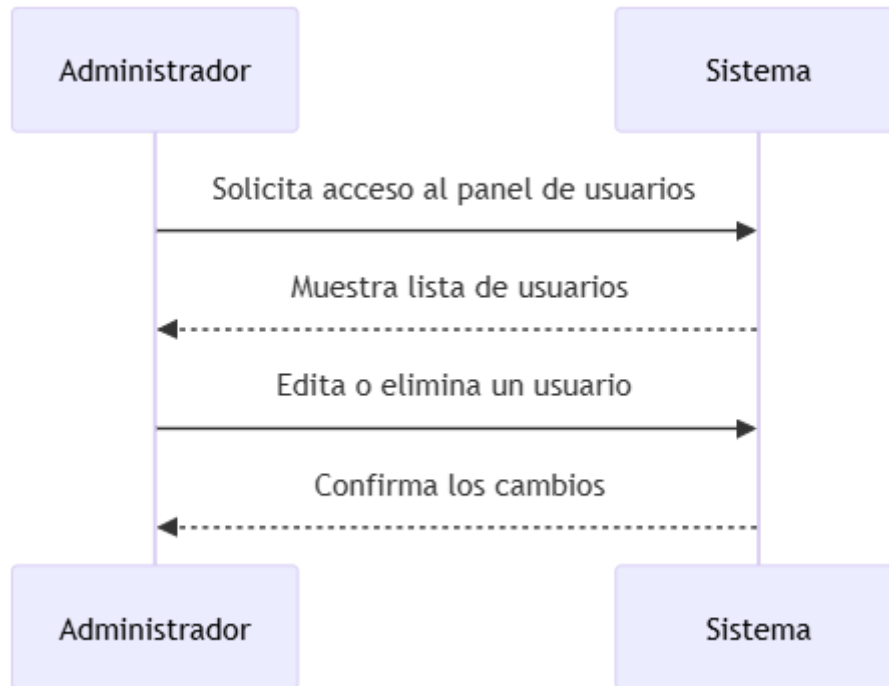 Administrador
Sistema
Solicita acceso al panel de usuarios
Muestra lista de usuarios
Edita o elimina un usuario
Confirma los cambios
Administrador
Sistema